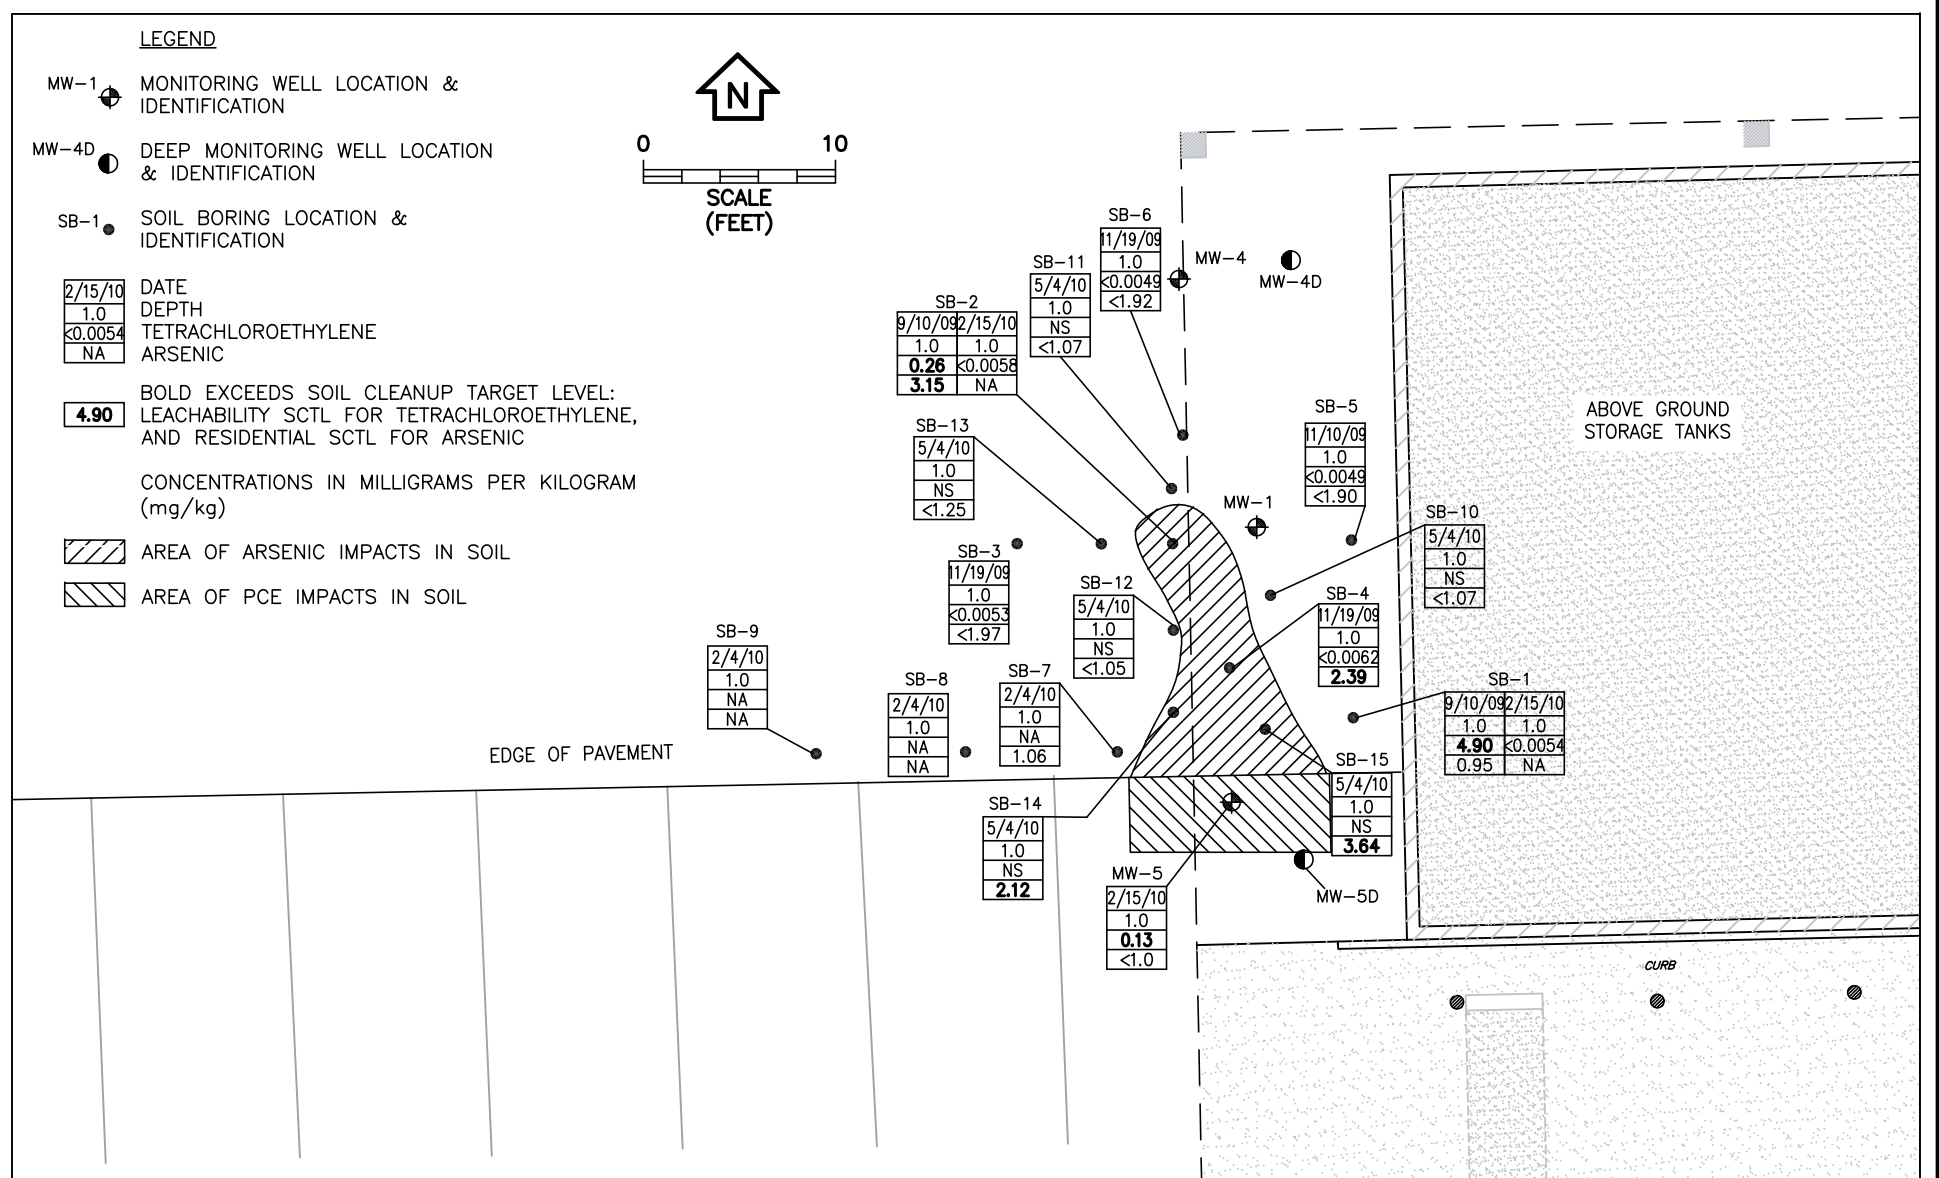 LEGEND
MW-1
MONITORING WELL LOCATION &
IDENTIFICATION
MW-4D
DEEP MONITORING WELL LOCATION
& IDENTIFICATION
SB-1
SOIL BORING LOCATION &
IDENTIFICATION
2/15/10 DATE
1.0 DEPTH
<0.0054 TETRACHLOROETHYLENE
NA ARSENIC
BOLD EXCEEDS SOIL CLEANUP TARGET LEVEL:
4.90 LEACHABILITY SCTL FOR TETRACHLOROETHYLENE,
AND RESIDENTIAL SCTL FOR ARSENIC
CONCENTRATIONS IN MILLIGRAMS PER KILOGRAM
(mg/kg)
AREA OF ARSENIC IMPACTS IN SOIL
AREA OF PCE IMPACTS IN SOIL
N
0 10
SCALE
(FEET)
SB-6
11/19/09
1.0
<0.0049
<1.92
MW-4
MW-4D
SB-11
5/4/10
1.0
NS
<1.07
SB-2
9/10/09 2/15/10
1.0 1.0
0.26 <0.0058
3.15 NA
SB-13
5/4/10
1.0
NS
<1.25
SB-5
11/10/09
1.0
<0.0049
<1.90
ABOVE GROUND
STORAGE TANKS
MW-1
SB-10
5/4/10
1.0
NS
<1.07
SB-3
11/19/09
1.0
<0.0053
<1.97
SB-12
5/4/10
1.0
NS
<1.05
SB-4
11/19/09
1.0
<0.0062
2.39
SB-9
2/4/10
1.0
NA
NA
SB-8
2/4/10
1.0
NA
NA
SB-7
2/4/10
1.0
NA
1.06
SB-1
9/10/09 2/15/10
1.0 1.0
4.90 <0.0054
0.95 NA
EDGE OF PAVEMENT
SB-15
5/4/10
1.0
NS
3.64
SB-14
5/4/10
1.0
NS
2.12
MW-5
2/15/10
1.0
0.13
<1.0
MW-5D
CURB